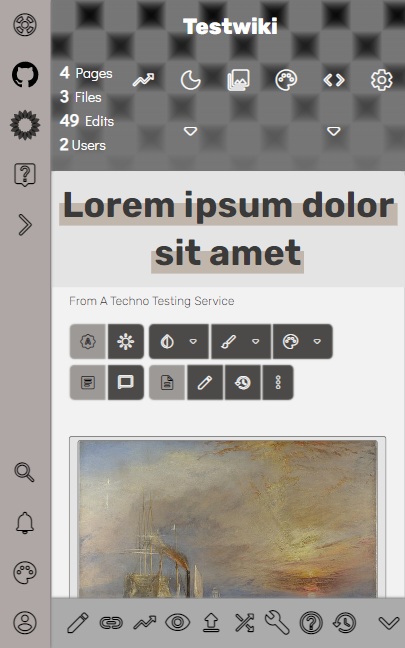 Testwiki
4 Pages
3 Files
49 Edits
2 Users
Lorem ipsum dolor
sit amet
From A Techno Testing Service